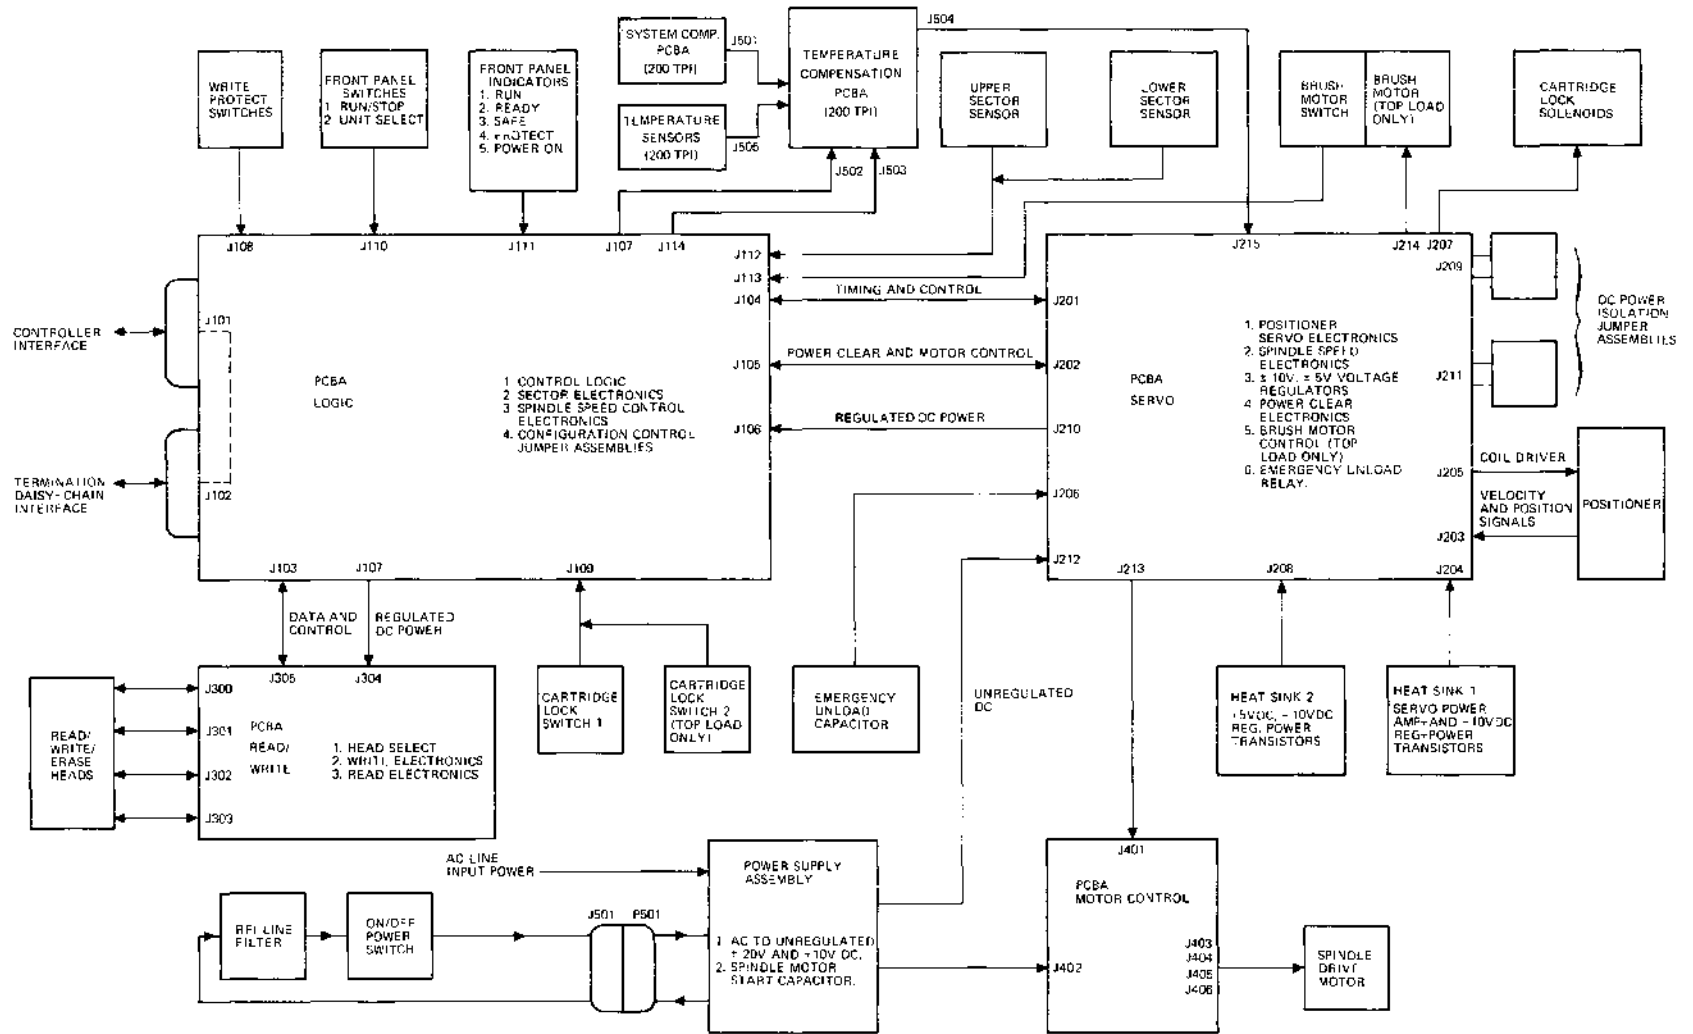 SYSTEM COMP.
PCBA
(200 TPI)
J501
TEMPERATURE
SENSORS
(200 TPI)
J505
TEMPERATURE
COMPENSATION
PCBA
(200 TPI)
J504
J502
J503
WRITE
PROTECT
SWITCHES
FRONT PANEL
SWITCHES
1 RUN/STOP
2 UNIT SELECT
FRONT PANEL
INDICATORS
1. RUN
2. READY
3. SAFE
4. PROTECT
5. POWER ON
UPPER
SECTOR
SENSOR
LOWER
SECTOR
SENSOR
BRUSH
MOTOR
SWITCH
BRUSH
MOTOR
(TOP LOAD
ONLY)
CARTRIDGE
LOCK
SOLENOIDS
J108
J110
J111
J107
J114
J112
J113
J104
J105
J106
J101
J102
J103
J107
J109
CONTROLLER
INTERFACE
TERMINATION
DAISY-CHAIN
INTERFACE
PCBA
LOGIC
1 CONTROL LOGIC
2 SECTOR ELECTRONICS
3 SPINDLE SPEED CONTROL
ELECTRONICS
4. CONFIGURATION CONTROL
JUMPER ASSEMBLIES
TIMING AND CONTROL
POWER CLEAR AND MOTOR CONTROL
REGULATED DC POWER
J215
J214
J207
J209
J201
J202
J210
J206
J212
J211
J205
J203
J213
J208
J204
PCBA
SERVO
1. POSITIONER
SERVO ELECTRONICS
2. SPINDLE SPEED
ELECTRONICS
3. ± 10V, ± 5V VOLTAGE
REGULATORS
4 POWER CLEAR
ELECTRONICS
5. BRUSH MOTOR
CONTROL (TOP
LOAD ONLY)
6. EMERGENCY UNLOAD
RELAY.
DC POWER
ISOLATION
JUMPER
ASSEMBLIES
COIL DRIVER
VELOCITY
AND POSITION
SIGNALS
POSITIONER
DATA AND
CONTROL
REGULATED
DC POWER
READ/
WRITE/
ERASE
HEADS
J305
J304
J300
J301
J302
J303
PCBA
READ/
WRITE
1. HEAD SELECT
2. WRITE ELECTRONICS
3. READ ELECTRONICS
CARTRIDGE
LOCK
SWITCH 1
CARTRIDGE
LOCK
SWITCH 2
(TOP LOAD
ONLY)
EMERGENCY
UNLOAD
CAPACITOR
UNREGULATED
DC
HEAT SINK 2
+5VDC, -10VDC
REG. POWER
TRANSISTORS
HEAT SINK 1
SERVO POWER
AMP AND
REG POWER
TRANSISTORS
AC LINE
INPUT POWER
POWER SUPPLY
ASSEMBLY
1. AC TO UNREGULATED
± 20V AND +10V DC.
2. SPINDLE MOTOR
START CAPACITOR.
RFI LINE
FILTER
ON/OFF
POWER
SWITCH
J501
P501
J401
PCBA
MOTOR CONTROL
J402
J403
J404
J405
J406
SPINDLE
DRIVE
MOTOR